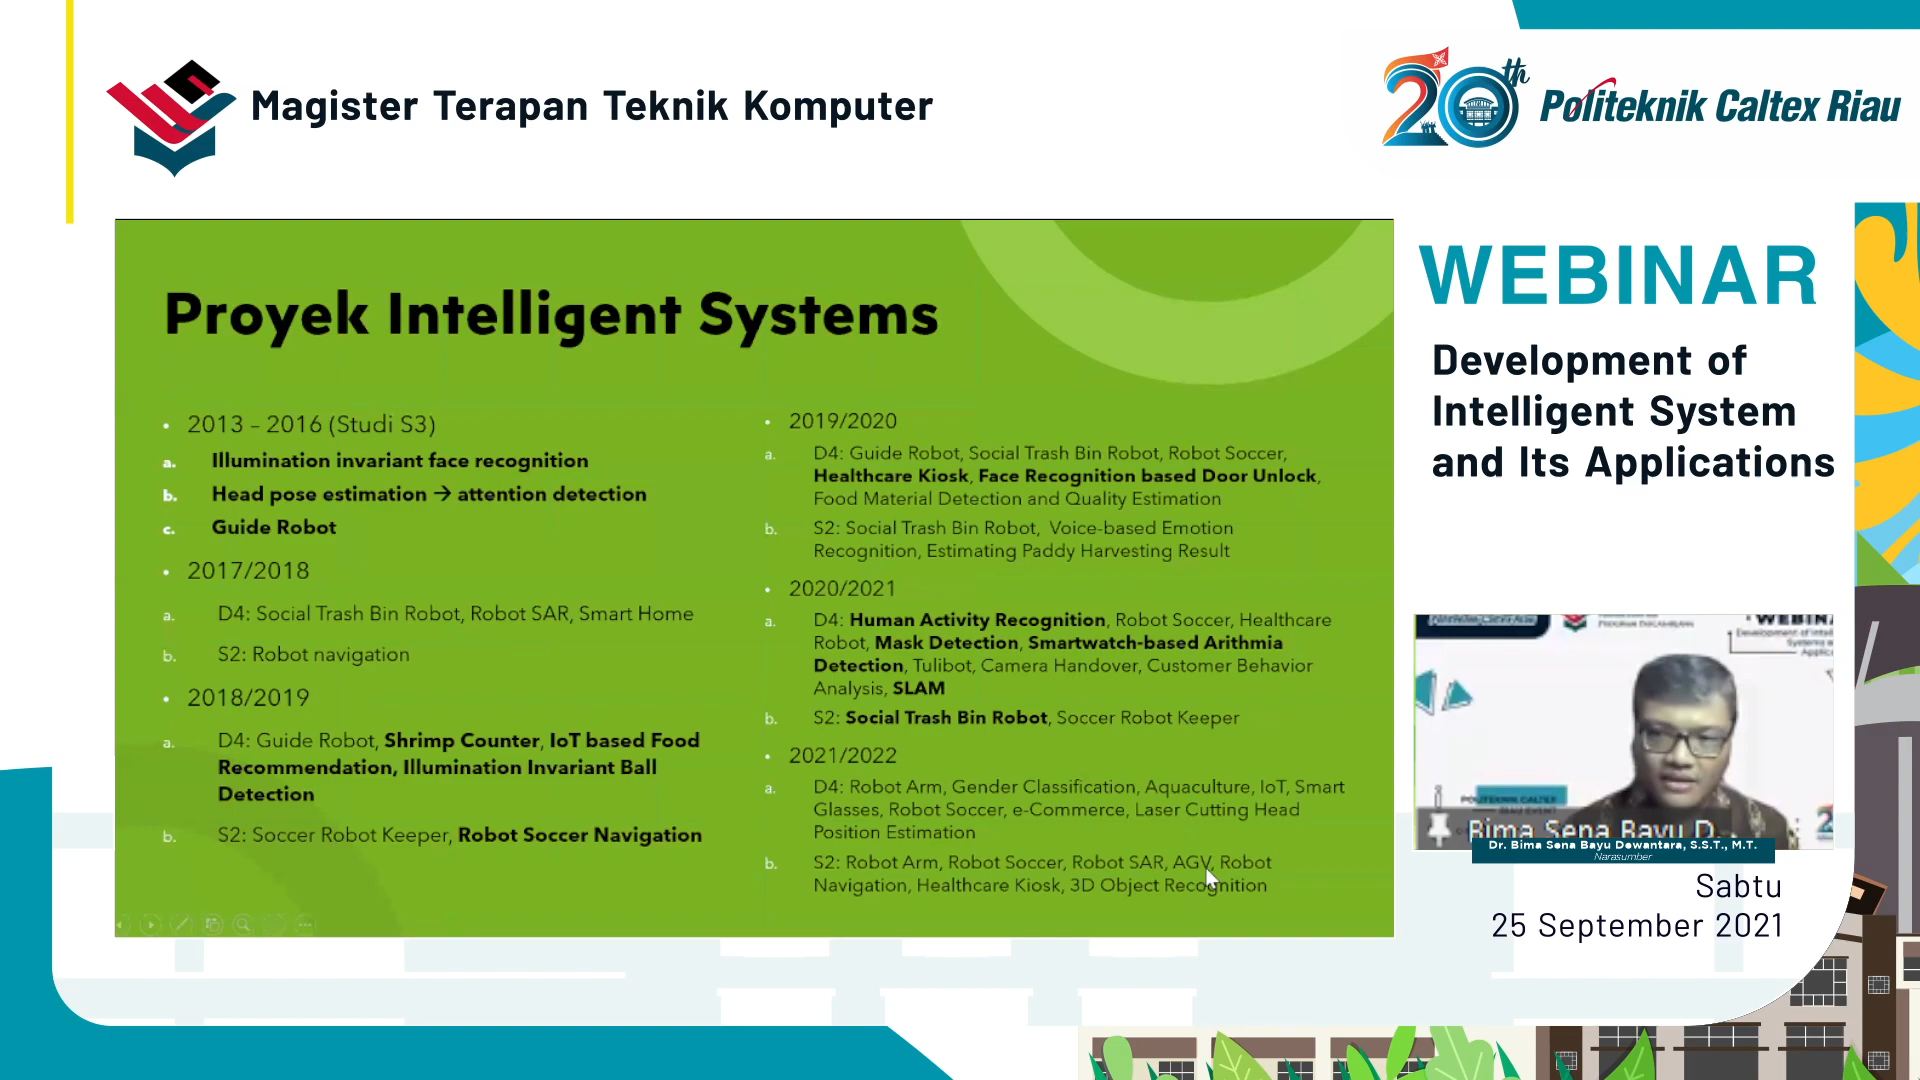 Magister Terapan Teknik Komputer
20th
Politeknik Caltex Riau
Proyek Intelligent Systems
• 2013 – 2016 (Studi S3)
a. Illumination invariant face recognition
b. Head pose estimation → attention detection
c. Guide Robot
• 2017/2018
a. D4: Social Trash Bin Robot, Robot SAR, Smart Home
b. S2: Robot navigation
• 2018/2019
a. D4: Guide Robot, Shrimp Counter, IoT based Food
Recommendation, Illumination Invariant Ball
Detection
b. S2: Soccer Robot Keeper, Robot Soccer Navigation
• 2019/2020
a. D4: Guide Robot, Social Trash Bin Robot, Robot Soccer,
Healthcare Kiosk, Face Recognition based Door Unlock,
Food Material Detection and Quality Estimation
b. S2: Social Trash Bin Robot, Voice-based Emotion
Recognition, Estimating Paddy Harvesting Result
• 2020/2021
a. D4: Human Activity Recognition, Robot Soccer, Healthcare
Robot, Mask Detection, Smartwatch-based Arithmia
Detection, Tulibot, Camera Handover, Customer Behavior
Analysis, SLAM
b. S2: Social Trash Bin Robot, Soccer Robot Keeper
• 2021/2022
a. D4: Robot Arm, Gender Classification, Aquaculture, IoT, Smart
Glasses, Robot Soccer, e-Commerce, Laser Cutting Head
Position Estimation
b. S2: Robot Arm, Robot Soccer, Robot SAR, AGV, Robot
Navigation, Healthcare Kiosk, 3D Object Recognition
WEBINAR
Development of
Intelligent System
and Its Applications
POLITEKNIK CALTEX
Bima Sena Bayu D...
Dr. Bima Sena Bayu Dewantara, S.S.T., M.T.
Narasumber
Sabtu
25 September 2021